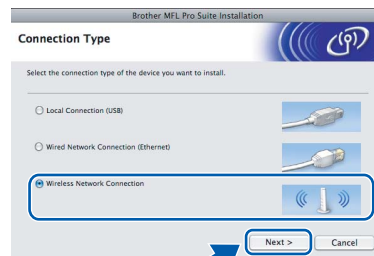 Brother MFL Pro Suite Installation
Connection Type
Select the connection type of the device you want to install.
Local Connection (USB)
Wired Network Connection (Ethernet)
Wireless Network Connection
Next > Cancel